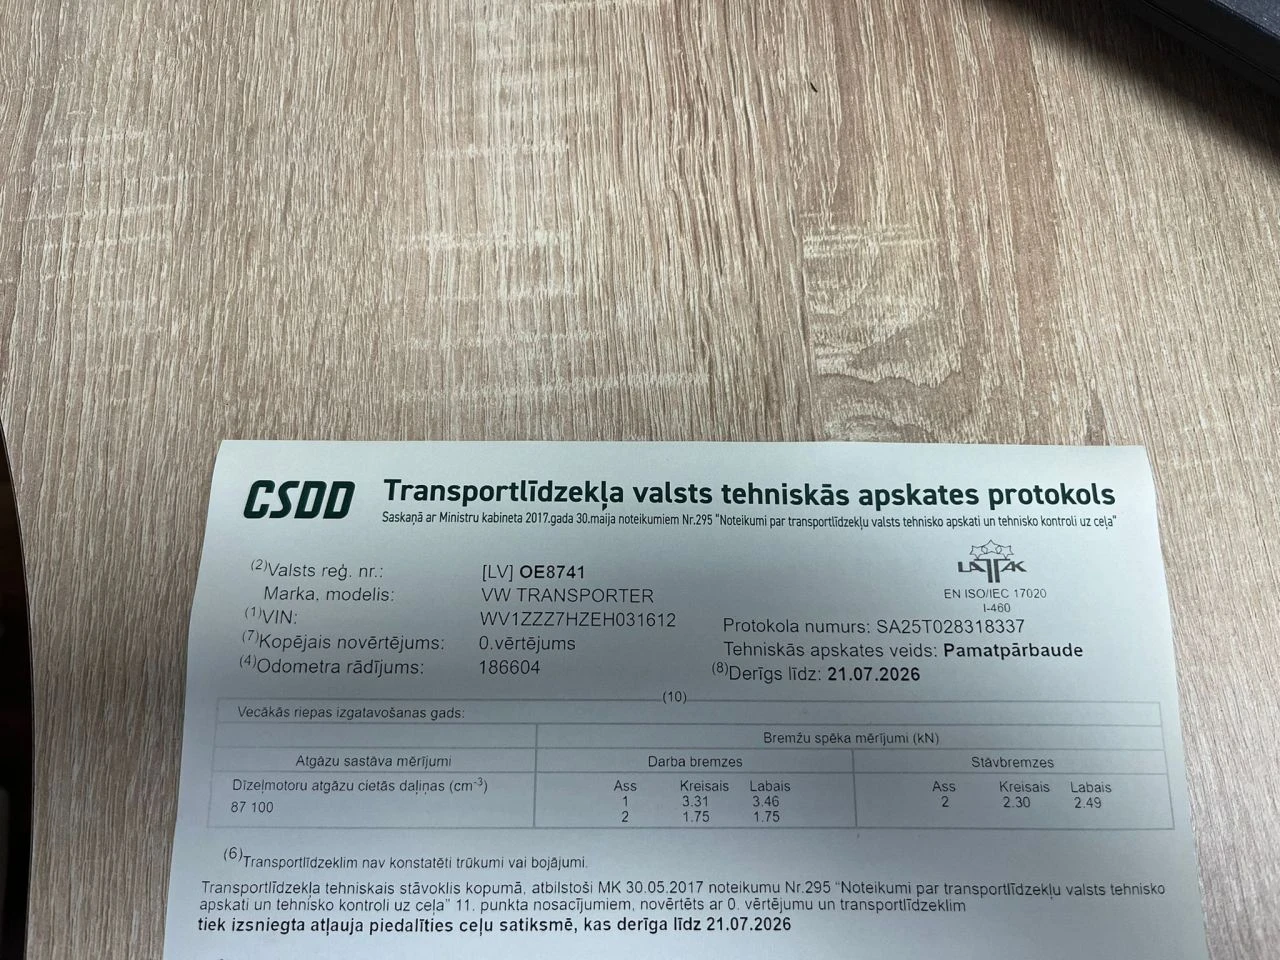 CSDD Transportlīdzekļa valsts tehniskās apskates protokols
Saskaņā ar Ministru kabineta 2017.gada 30.maija noteikumiem Nr.295 "Noteikumi par transportlīdzekļu valsts tehnisko apskati un tehnisko kontroli uz ceļa"
(2)Valsts reģ. nr.: [LV] OE8741
Marka, modelis: VW TRANSPORTER
(1)VIN: WV1ZZZ7HZEH031612
(7)Kopējais novērtējums: 0.vērtējums
(4)Odometra rādījums: 186604
LATAK
EN ISO/IEC 17020
I-460
Protokola numurs: SA25T028318337
Tehniskās apskates veids: Pamatpārbaude
(8)Derīgs līdz: 21.07.2026
(10)
Vecākās riepas izgatavošanas gads:
Bremžu spēka mērījumi (kN)
Atgāzu sastāva mērījumi Darba bremzes Stāvbremzes
Dīzeļmotoru atgāzu cietās daļiņas (cm-3) Ass Kreisais Labais Ass Kreisais Labais
87 100 1 3.31 3.46 2 2.30 2.49
2 1.75 1.75
(6)Transportlīdzeklim nav konstatēti trūkumi vai bojājumi.
Transportlīdzekļa tehniskais stāvoklis kopumā, atbilstoši MK 30.05.2017 noteikumu Nr.295 "Noteikumi par transportlīdzekļu valsts tehnisko
apskati un tehnisko kontroli uz ceļa" 11. punkta nosacījumiem, novērtēts ar 0. vērtējumu un transportlīdzeklim
tiek izsniegta atļauja piedalīties ceļu satiksmē, kas derīga līdz 21.07.2026